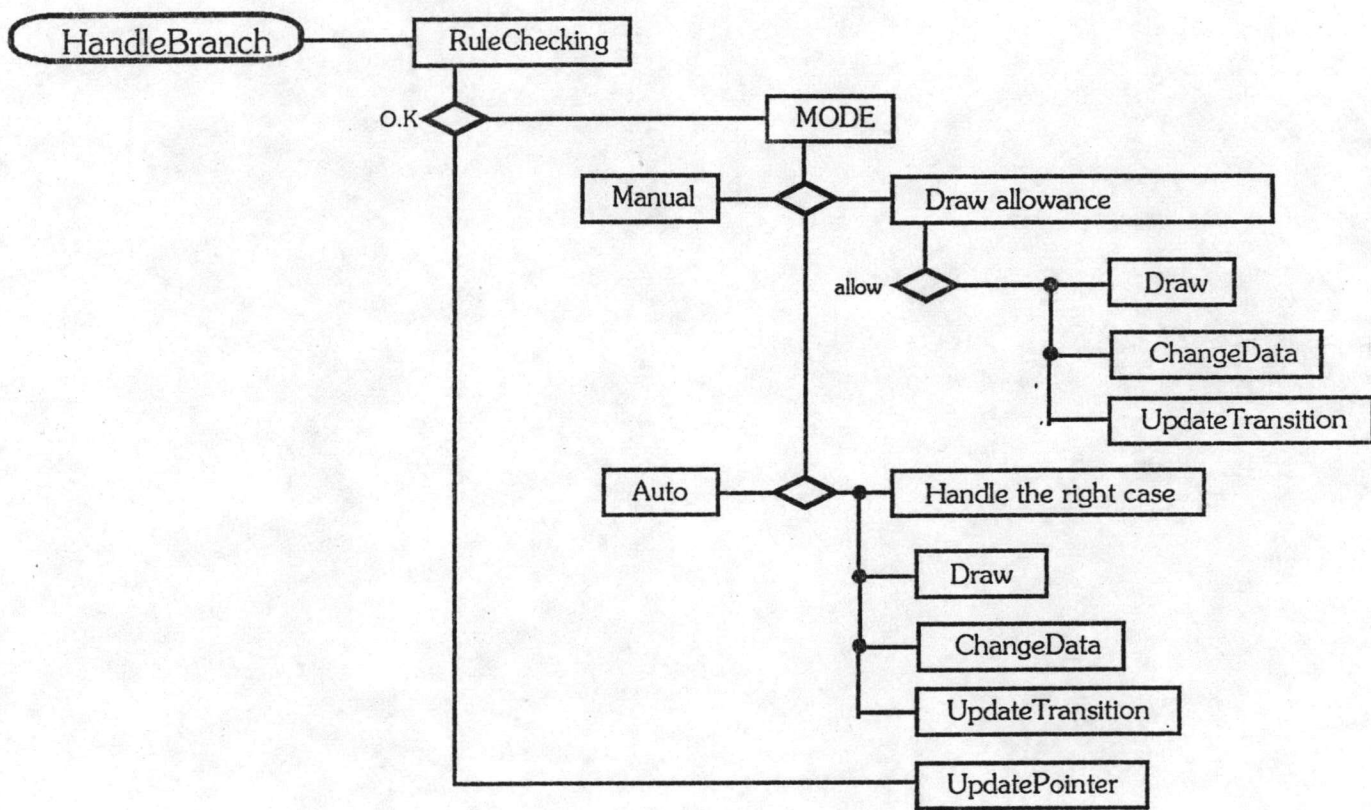 HandleBranch
RuleChecking
O.K
MODE
Manual
Draw allowance
allow
Draw
ChangeData
UpdateTransition
Auto
Handle the right case
Draw
ChangeData
UpdateTransition
UpdatePointer